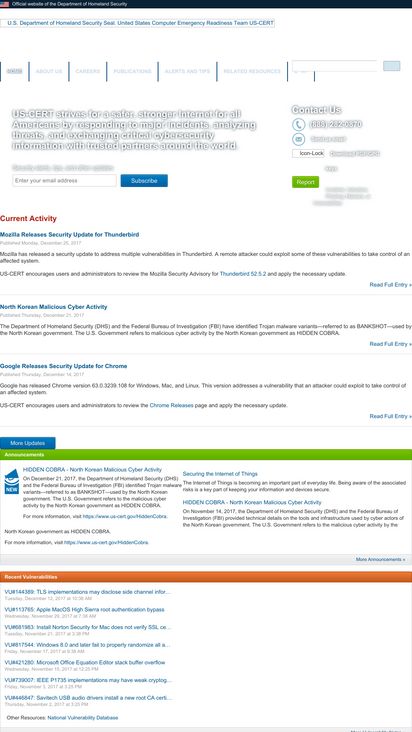 Official website of the Department of Homeland Security
U.S. Department of Homeland Security Seal. United States Computer Emergency Readiness Team US-CERT
HOME
ABOUT US
CAREERS
PUBLICATIONS
ALERTS AND TIPS
RELATED RESOURCES
US-CERT strives for a safer, stronger Internet for all
Americans by responding to major incidents, analyzing
threats, and exchanging critical cybersecurity
information with trusted partners around the world.
Security alerts, tips, and other updates.
Enter your email address
Subscribe
Contact Us
(888) 282-0870
Send us email
Icon-Lock
Download PGP/GPG
keys
Report
Current Activity
Mozilla Releases Security Update for Thunderbird
Published Monday, December 25, 2017
Mozilla has released a security update to address multiple vulnerabilities in Thunderbird. A remote attacker could exploit some of these vulnerabilities to take control of an
affected system.
US-CERT encourages users and administrators to review the Mozilla Security Advisory for Thunderbird 52.5.2 and apply the necessary update.
Read Full Entry »
North Korean Malicious Cyber Activity
Published Thursday, December 21, 2017
The Department of Homeland Security (DHS) and the Federal Bureau of Investigation (FBI) have identified Trojan malware variants—referred to as BANKSHOT—used by
the North Korean government. The U.S. Government refers to malicious cyber activity by the North Korean government as HIDDEN COBRA.
Read Full Entry »
Google Releases Security Update for Chrome
Published Thursday, December 14, 2017
Google has released Chrome version 63.0.3239.108 for Windows, Mac, and Linux. This version addresses a vulnerability that an attacker could exploit to take control of
an affected system.
US-CERT encourages users and administrators to review the Chrome Releases page and apply the necessary update.
Read Full Entry »
More Updates
Announcements
NEW
HIDDEN COBRA - North Korean Malicious Cyber Activity
On December 21, 2017, the Department of Homeland Security (DHS)
and the Federal Bureau of Investigation (FBI) identified Trojan malware
variants—referred to as BANKSHOT—used by the North Korean
government. The U.S. Government refers to malicious cyber
activity by the North Korean government as HIDDEN COBRA.
For more information, visit https://www.us-cert.gov/HiddenCobra.
North Korean government as HIDDEN COBRA.
For more information, visit https://www.us-cert.gov/HiddenCobra.
Securing the Internet of Things
The Internet of Things is becoming an important part of everyday life. Being aware of the associated
risks is a key part of keeping your information and devices secure.
HIDDEN COBRA - North Korean Malicious Cyber Activity
On November 14, 2017, the Department of Homeland Security (DHS) and the Federal Bureau of
Investigation (FBI) provided technical details on the tools and infrastructure used by cyber actors of
the North Korean government. The U.S. Government refers to the malicious cyber activity by the
More Announcements »
Recent Vulnerabilities
VU#144389: TLS implementations may disclose side channel infor...
Tuesday, December 12, 2017 at 10:38 AM
VU#113765: Apple MacOS High Sierra root authentication bypass
Wednesday, November 29, 2017 at 7:38 AM
VU#681983: Install Norton Security for Mac does not verify SSL ce...
Tuesday, November 21, 2017 at 3:38 PM
VU#817544: Windows 8.0 and later fail to properly randomize all a...
Friday, November 17, 2017 at 8:38 AM
VU#421280: Microsoft Office Equation Editor stack buffer overflow
Wednesday, November 15, 2017 at 12:25 PM
VU#739007: IEEE P1735 implementations may have weak cryptog...
Friday, November 3, 2017 at 3:25 PM
VU#446847: Savitech USB audio drivers install a new root CA certi...
Thursday, November 2, 2017 at 3:25 PM
Other Resources: National Vulnerability Database